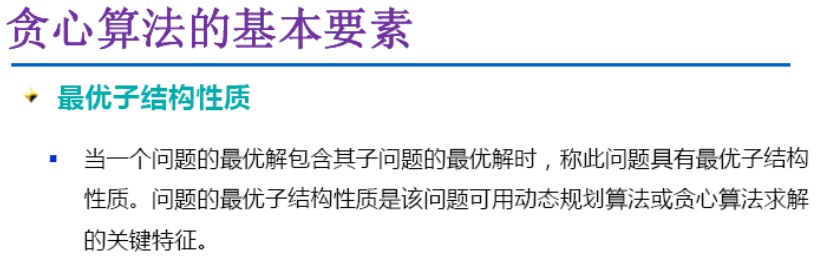 贪心算法的基本要素
最优子结构性质
当一个问题的最优解包含其子问题的最优解时，称此问题具有最优子结构
性质。问题的最优子结构性质是该问题可用动态规划算法或贪心算法求解
的关键特征。